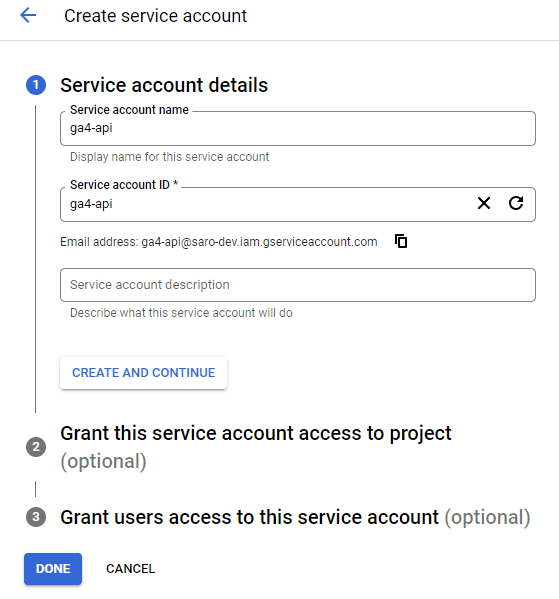 Create service account
1 Service account details
Service account name
ga4-api
Display name for this service account
Service account ID *
ga4-api
Email address: ga4-api@saro-dev.iam.gserviceaccount.com
Service account description
Describe what this service account will do
CREATE AND CONTINUE
2 Grant this service account access to project
(optional)
3 Grant users access to this service account (optional)
DONE CANCEL